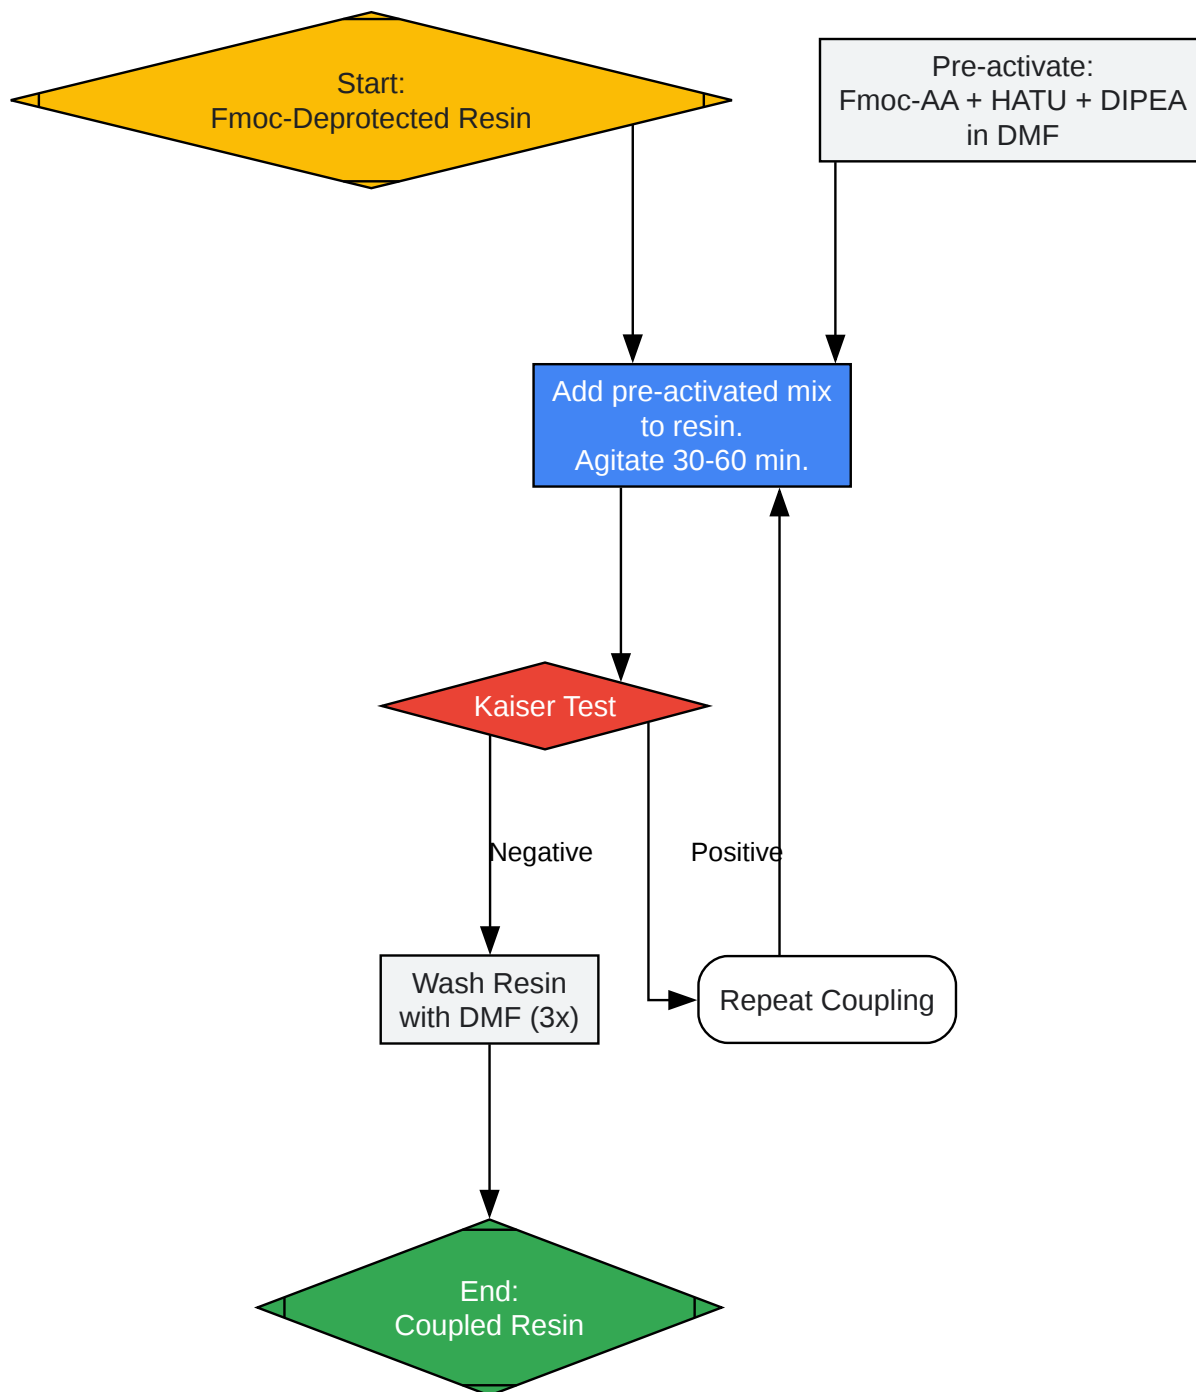 Start:
Fmoc-Deprotected Resin
Pre-activate:
Fmoc-AA + HATU + DIPEA
in DMF
Add pre-activated mix
to resin.
Agitate 30-60 min.
Kaiser Test
Negative
Positive
Wash Resin
with DMF (3x)
Repeat Coupling
End:
Coupled Resin